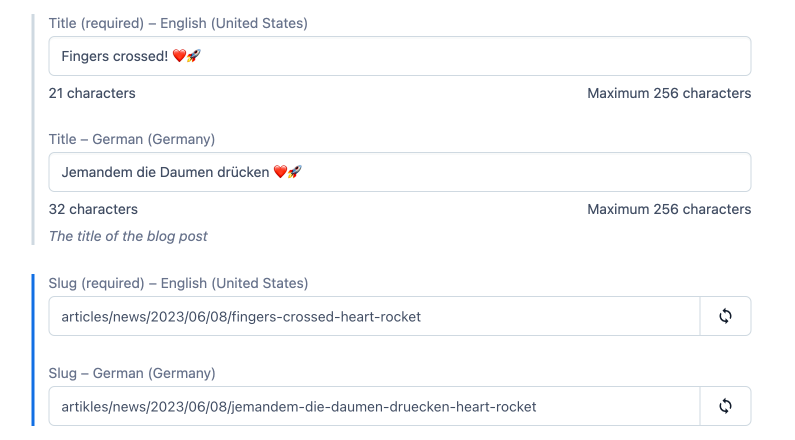 Title (required) – English (United States)
Fingers crossed! ❤️🚀
21 characters Maximum 256 characters
Title – German (Germany)
Jemandem die Daumen drücken ❤️🚀
32 characters Maximum 256 characters
The title of the blog post
Slug (required) – English (United States)
articles/news/2023/06/08/fingers-crossed-heart-rocket
Slug – German (Germany)
artikles/news/2023/06/08/jemandem-die-daumen-druecken-heart-rocket